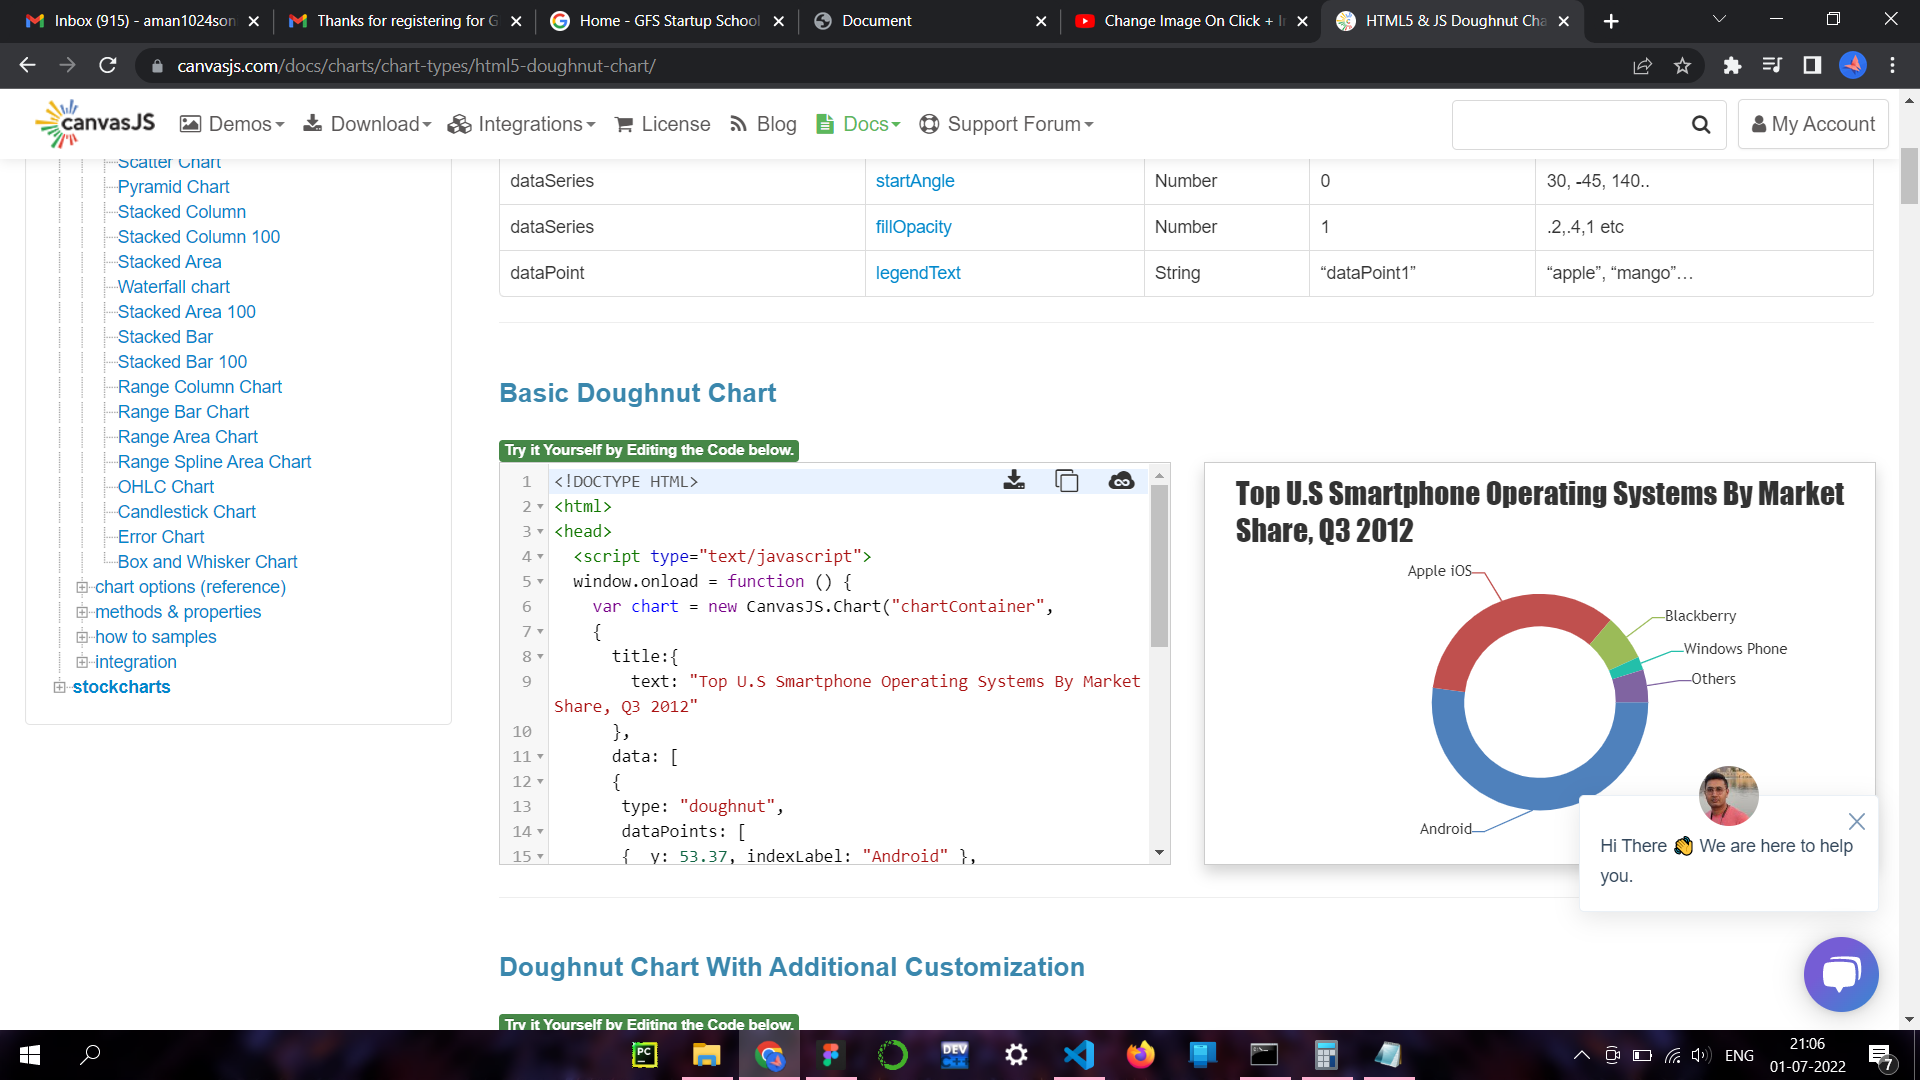 Inbox (915) - aman1024son
Thanks for registering for G
Home - GFS Startup School
Document
Change Image On Click + I
HTML5 & JS Doughnut Cha
canvasjs.com/docs/charts/chart-types/html5-doughnut-chart/
canvasJS
Demos
Download
Integrations
License
Blog
Docs
Support Forum
My Account
Scatter Chart
Pyramid Chart
Stacked Column
Stacked Column 100
Stacked Area
Waterfall chart
Stacked Area 100
Stacked Bar
Stacked Bar 100
Range Column Chart
Range Bar Chart
Range Area Chart
Range Spline Area Chart
OHLC Chart
Candlestick Chart
Error Chart
Box and Whisker Chart
chart options (reference)
methods & properties
how to samples
integration
stockcharts
dataSeries startAngle Number 0 30, -45, 140..
dataSeries fillOpacity Number 1 .2,.4,1 etc
dataPoint legendText String “dataPoint1” “apple”, “mango”…
Basic Doughnut Chart
Try it Yourself by Editing the Code below.
1 <!DOCTYPE HTML>
2 <html>
3 <head>
4 <script type="text/javascript">
5 window.onload = function () {
6 var chart = new CanvasJS.Chart("chartContainer",
7 {
8 title:{
9 text: "Top U.S Smartphone Operating Systems By Market
Share, Q3 2012"
10 },
11 data: [
12 {
13 type: "doughnut",
14 dataPoints: [
15 { y: 53.37, indexLabel: "Android" },
Top U.S Smartphone Operating Systems By Market
Share, Q3 2012
Apple iOS
Blackberry
Windows Phone
Others
Android
Hi There 👋 We are here to help
you.
Doughnut Chart With Additional Customization
Try it Yourself by Editing the Code below.
PC
DEV
ENG
21:06
01-07-2022
7